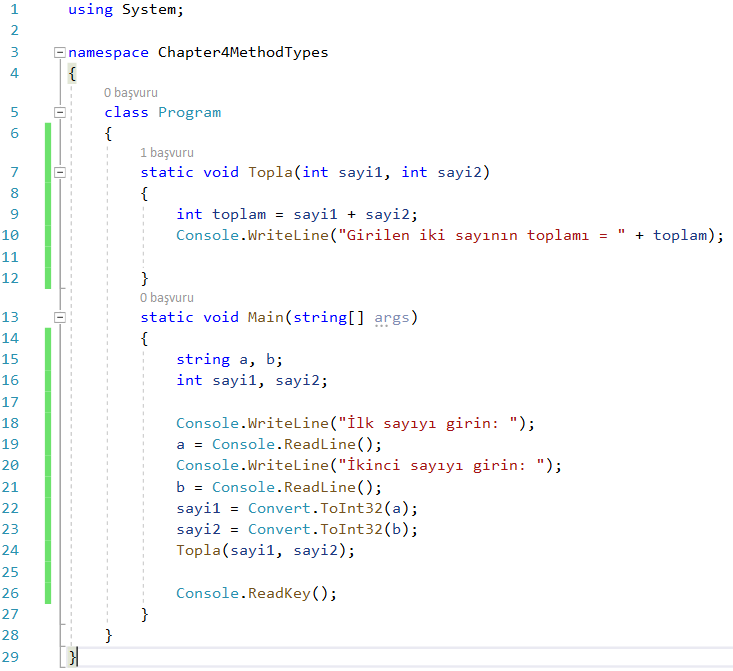 1 using System;
2
3 namespace Chapter4MethodTypes
4 {
0 başvuru
5 class Program
6 {
1 başvuru
7 static void Topla(int sayi1, int sayi2)
8 {
9 int toplam = sayi1 + sayi2;
10 Console.WriteLine("Girilen iki sayının toplamı = " + toplam);
11
12 }
0 başvuru
13 static void Main(string[] args)
14 {
15 string a, b;
16 int sayi1, sayi2;
17
18 Console.WriteLine("İlk sayıyı girin: ");
19 a = Console.ReadLine();
20 Console.WriteLine("İkinci sayıyı girin: ");
21 b = Console.ReadLine();
22 sayi1 = Convert.ToInt32(a);
23 sayi2 = Convert.ToInt32(b);
24 Topla(sayi1, sayi2);
25
26 Console.ReadKey();
27 }
28 }
29 }